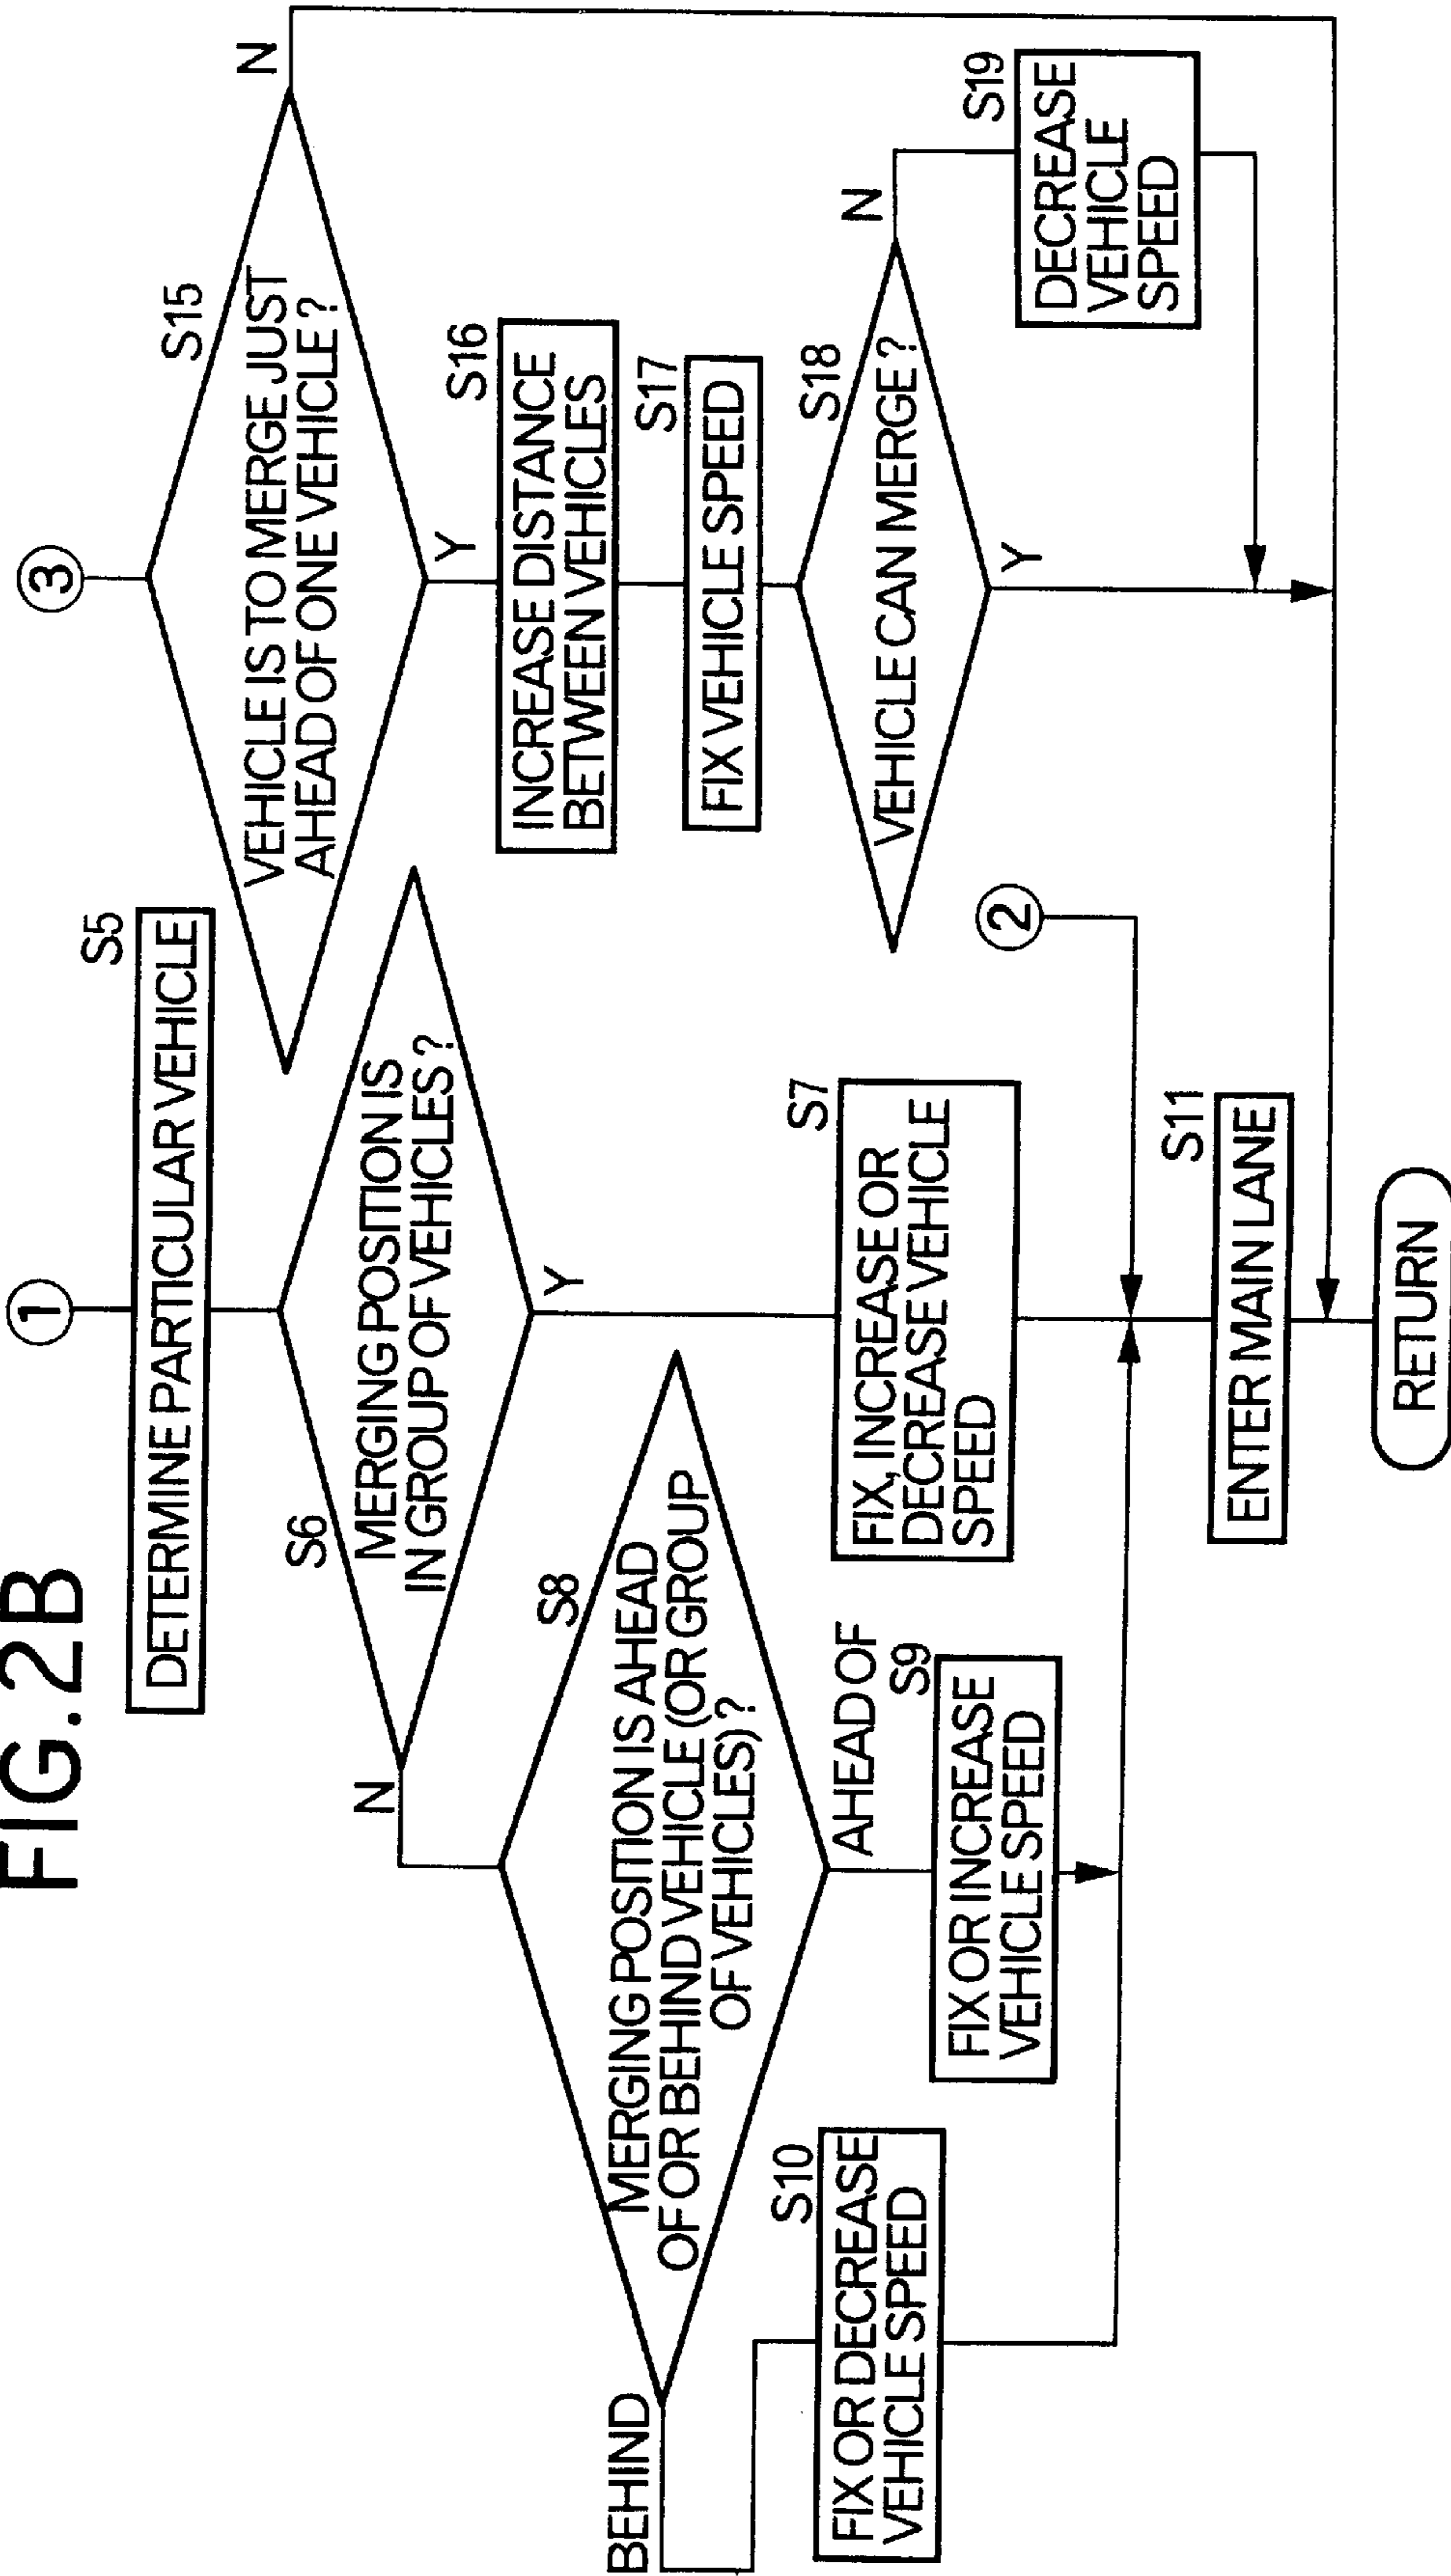 FIG.2B
1
S5
DETERMINE PARTICULAR VEHICLE
S6
MERGING POSITION IS
IN GROUP OF VEHICLES?
N
Y
S8
MERGING POSITION IS AHEAD
OF OR BEHIND VEHICLE (OR GROUP
OF VEHICLES)?
BEHIND
AHEAD OF
S10
FIX OR DECREASE
VEHICLE SPEED
S9
FIX OR INCREASE
VEHICLE SPEED
S7
FIX, INCREASE OR
DECREASE VEHICLE
SPEED
2
S11
ENTER MAIN LANE
RETURN
3
S15
VEHICLE IS TO MERGE JUST
AHEAD OF ONE VEHICLE?
N
Y
S16
INCREASE DISTANCE
BETWEEN VEHICLES
S17
FIX VEHICLE SPEED
S18
VEHICLE CAN MERGE?
N
Y
S19
DECREASE
VEHICLE
SPEED